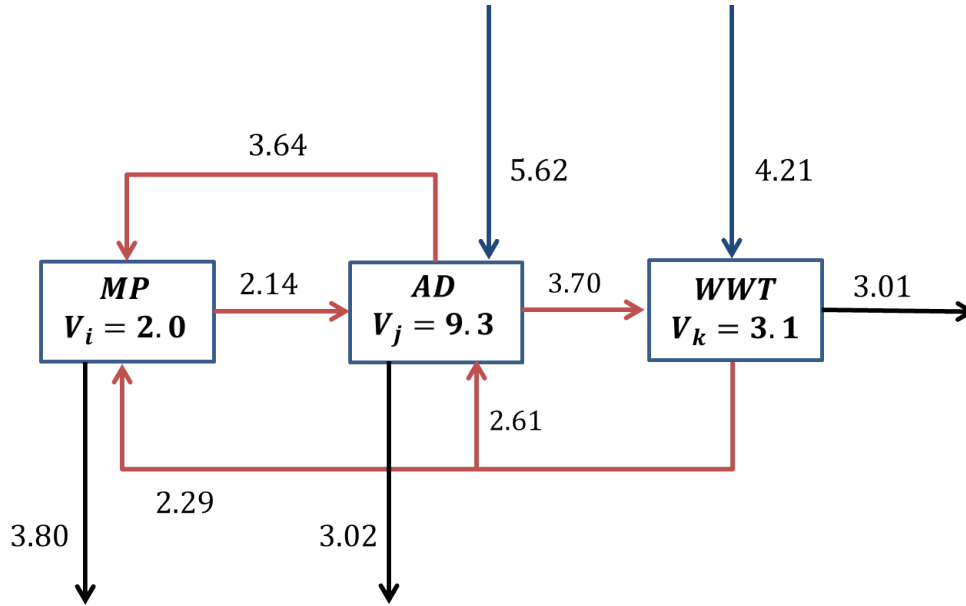 3.64
5.62
4.21
MP
V_i = 2.0
2.14
AD
V_j = 9.3
3.70
WWT
V_k = 3.1
3.01
2.61
2.29
3.80
3.02